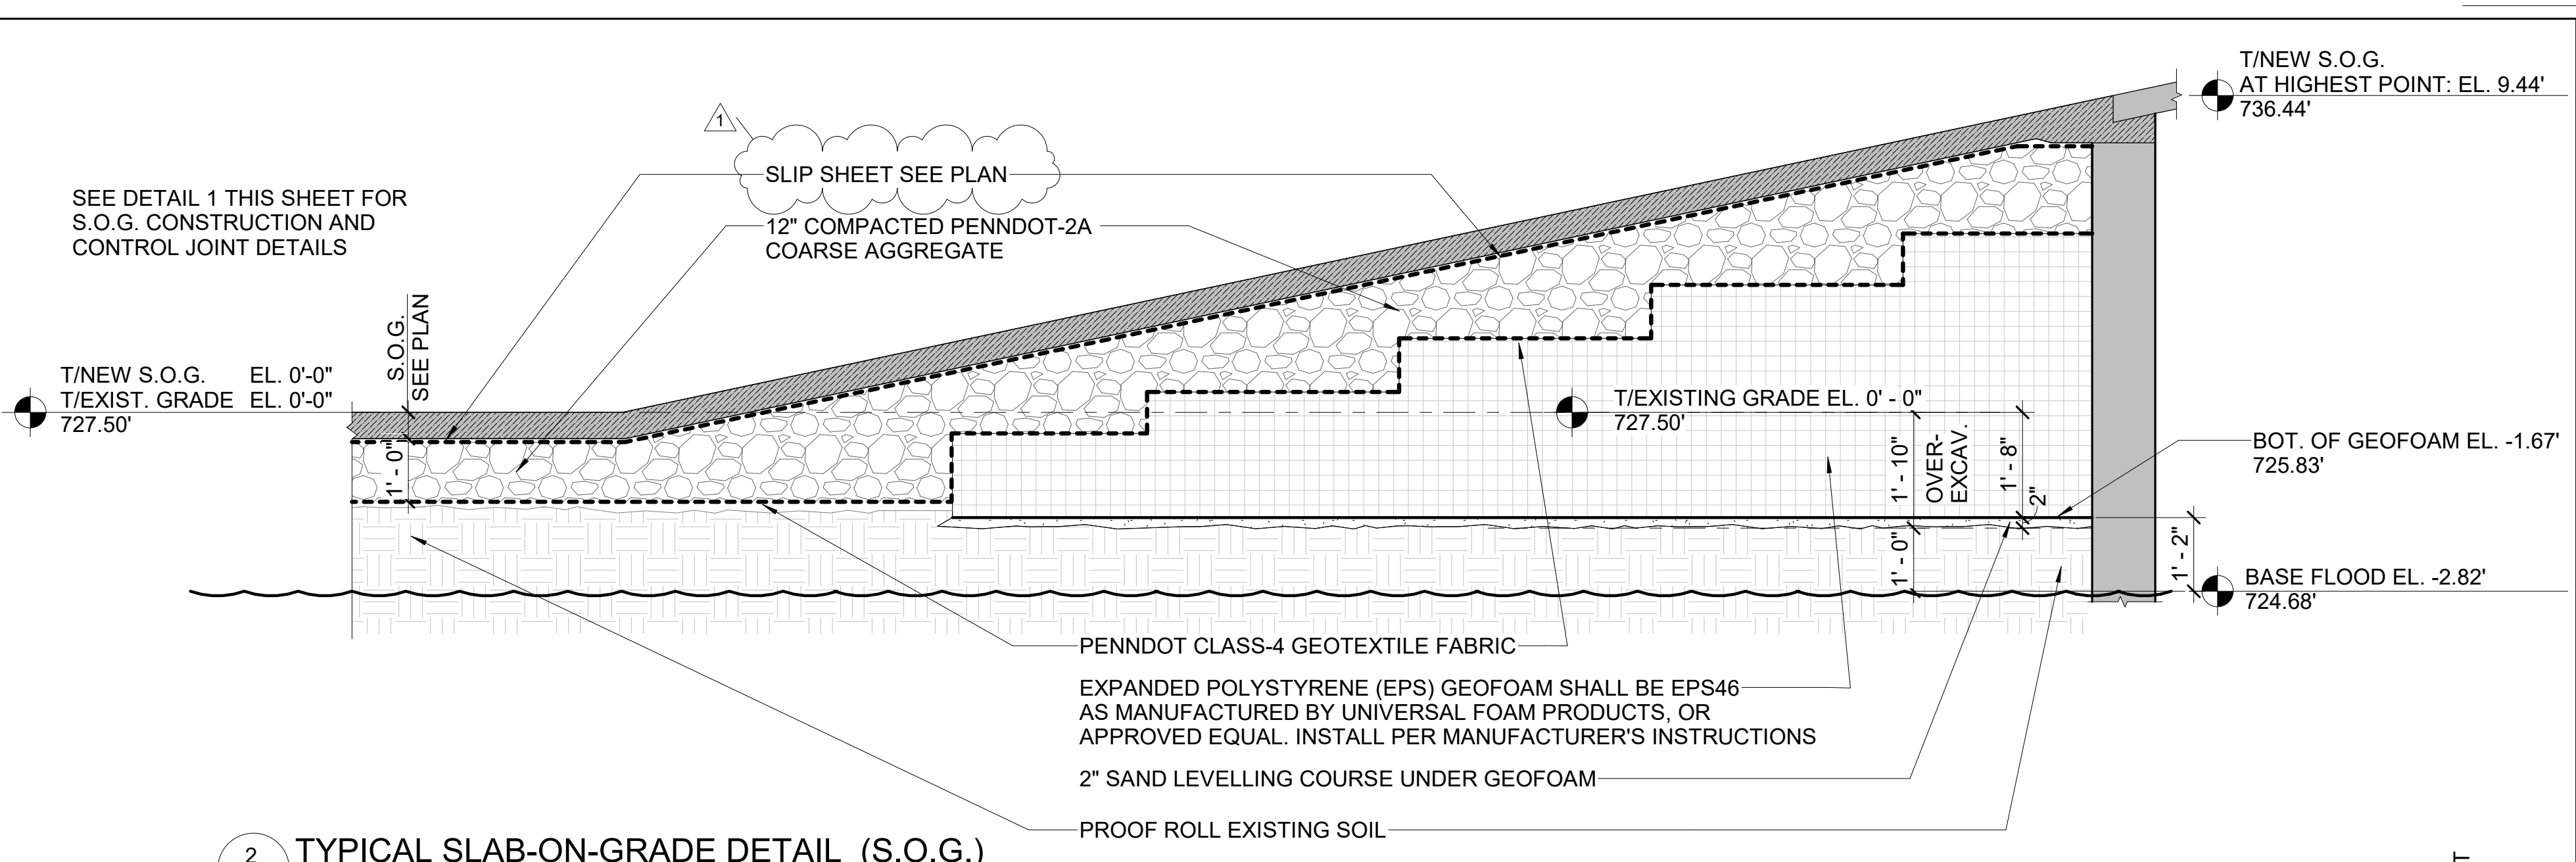 T/NEW S.O.G.
AT HIGHEST POINT: EL. 9.44'
736.44'
1
SLIP SHEET SEE PLAN
SEE DETAIL 1 THIS SHEET FOR
S.O.G. CONSTRUCTION AND
CONTROL JOINT DETAILS
12" COMPACTED PENNDOT-2A
COARSE AGGREGATE
S.O.G.
SEE PLAN
T/NEW S.O.G. EL. 0'-0"
T/EXIST. GRADE EL. 0'-0"
727.50'
T/EXISTING GRADE EL. 0' - 0"
727.50'
1' - 0"
1' - 10"
OVER-
EXCAV.
1' - 8"
2"
BOT. OF GEOFOAM EL. -1.67'
725.83'
1' - 0"
1' - 2"
BASE FLOOD EL. -2.82'
724.68'
PENNDOT CLASS-4 GEOTEXTILE FABRIC
EXPANDED POLYSTYRENE (EPS) GEOFOAM SHALL BE EPS46
AS MANUFACTURED BY UNIVERSAL FOAM PRODUCTS, OR
APPROVED EQUAL. INSTALL PER MANUFACTURER'S INSTRUCTIONS
2" SAND LEVELLING COURSE UNDER GEOFOAM
PROOF ROLL EXISTING SOIL
2 TYPICAL SLAB-ON-GRADE DETAIL (S.O.G.)
T